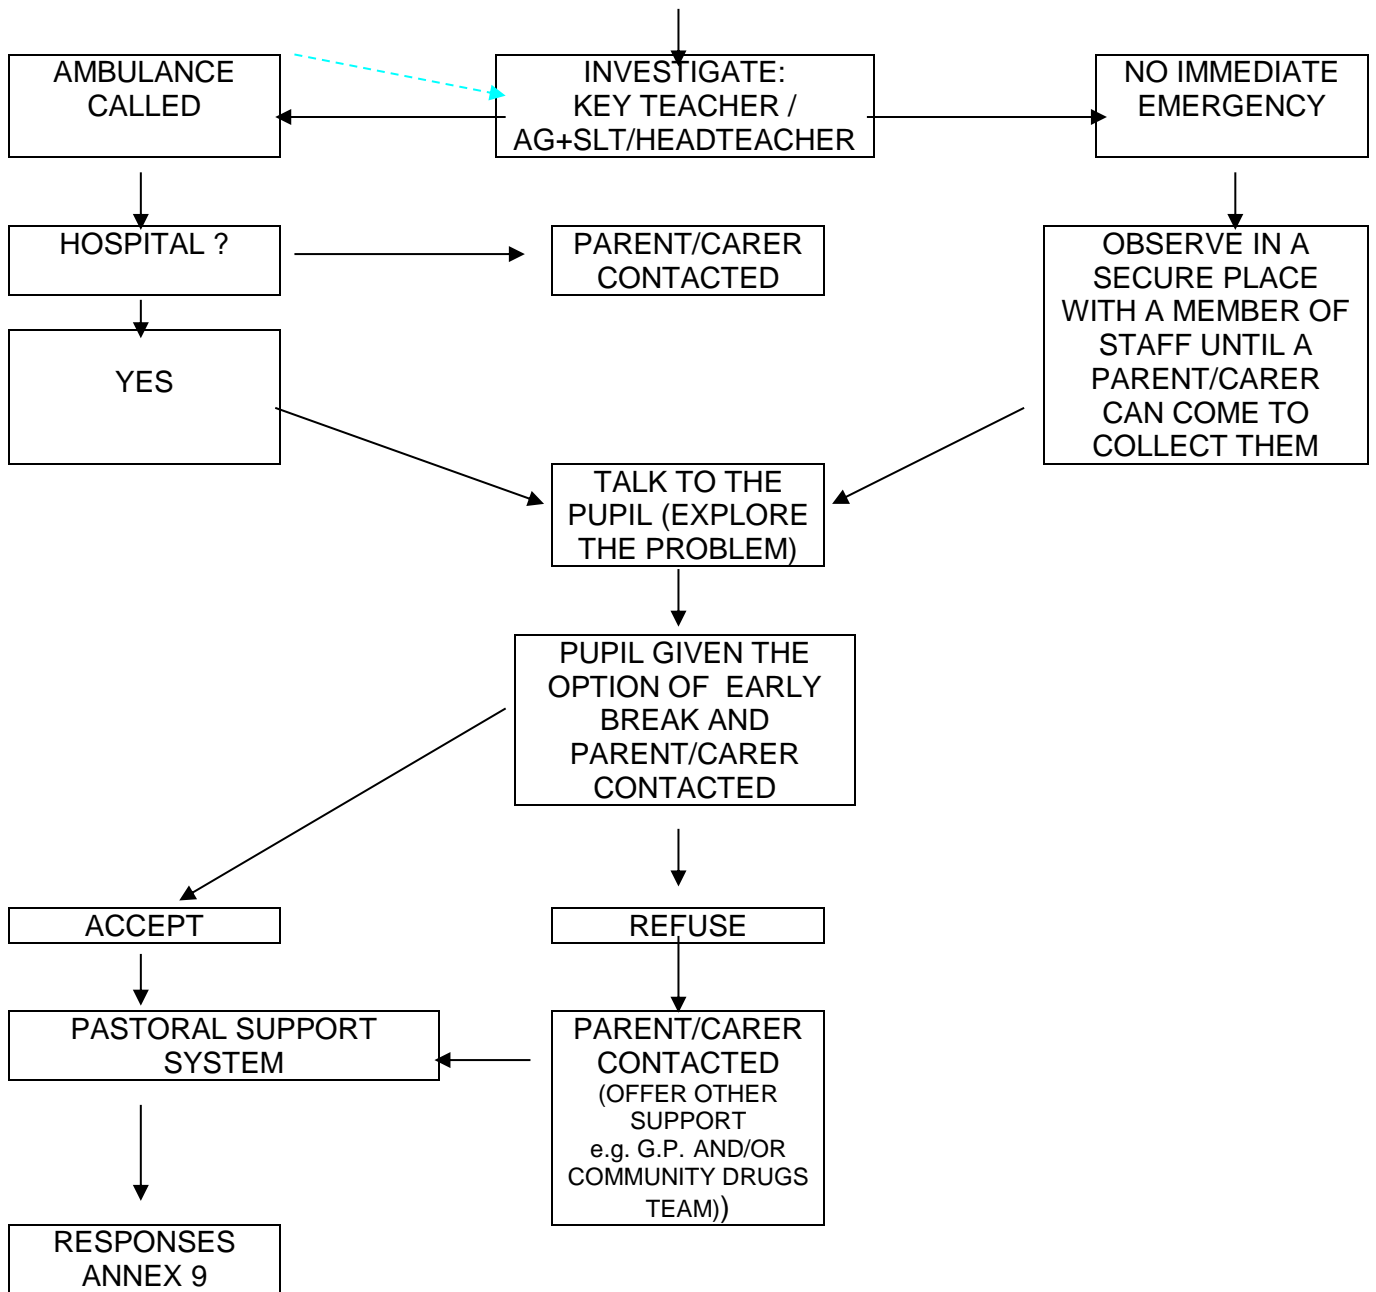 AMBULANCE
CALLED
INVESTIGATE:
KEY TEACHER /
AG+SLT/HEADTEACHER
NO IMMEDIATE
EMERGENCY
HOSPITAL ?
PARENT/CARER
CONTACTED
OBSERVE IN A
SECURE PLACE
WITH A MEMBER OF
STAFF UNTIL A
PARENT/CARER
CAN COME TO
COLLECT THEM
YES
TALK TO THE
PUPIL (EXPLORE
THE PROBLEM)
PUPIL GIVEN THE
OPTION OF EARLY
BREAK AND
PARENT/CARER
CONTACTED
ACCEPT
REFUSE
PASTORAL SUPPORT
SYSTEM
PARENT/CARER
CONTACTED
(OFFER OTHER
SUPPORT
e.g. G.P. AND/OR
COMMUNITY DRUGS
TEAM))
RESPONSES
ANNEX 9